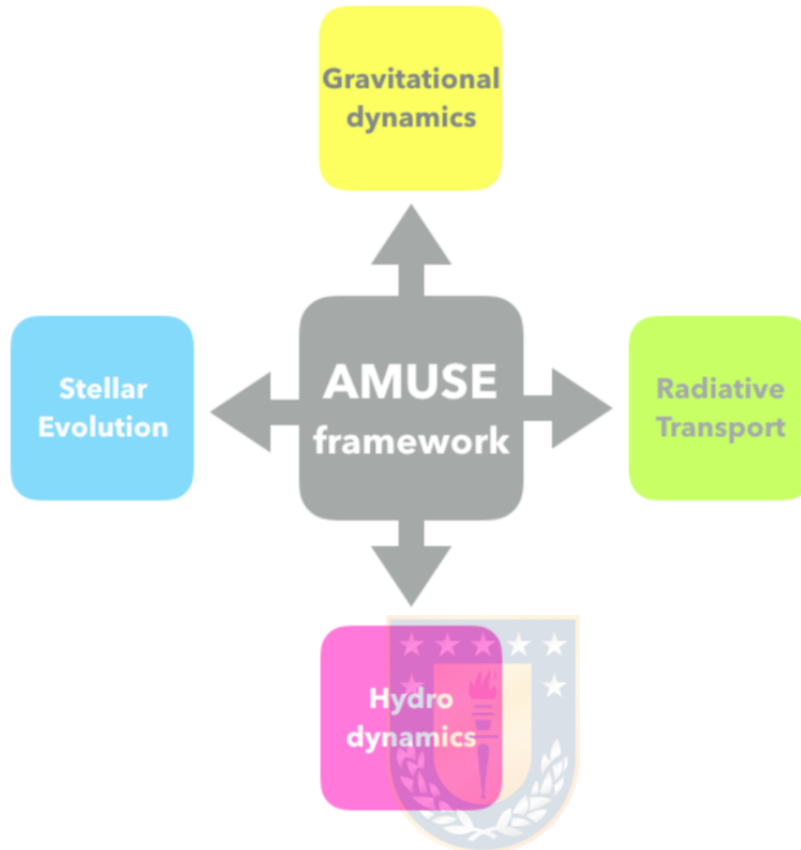 Gravitational
dynamics
Stellar
Evolution
AMUSE
framework
Radiative
Transport
Hydro
dynamics